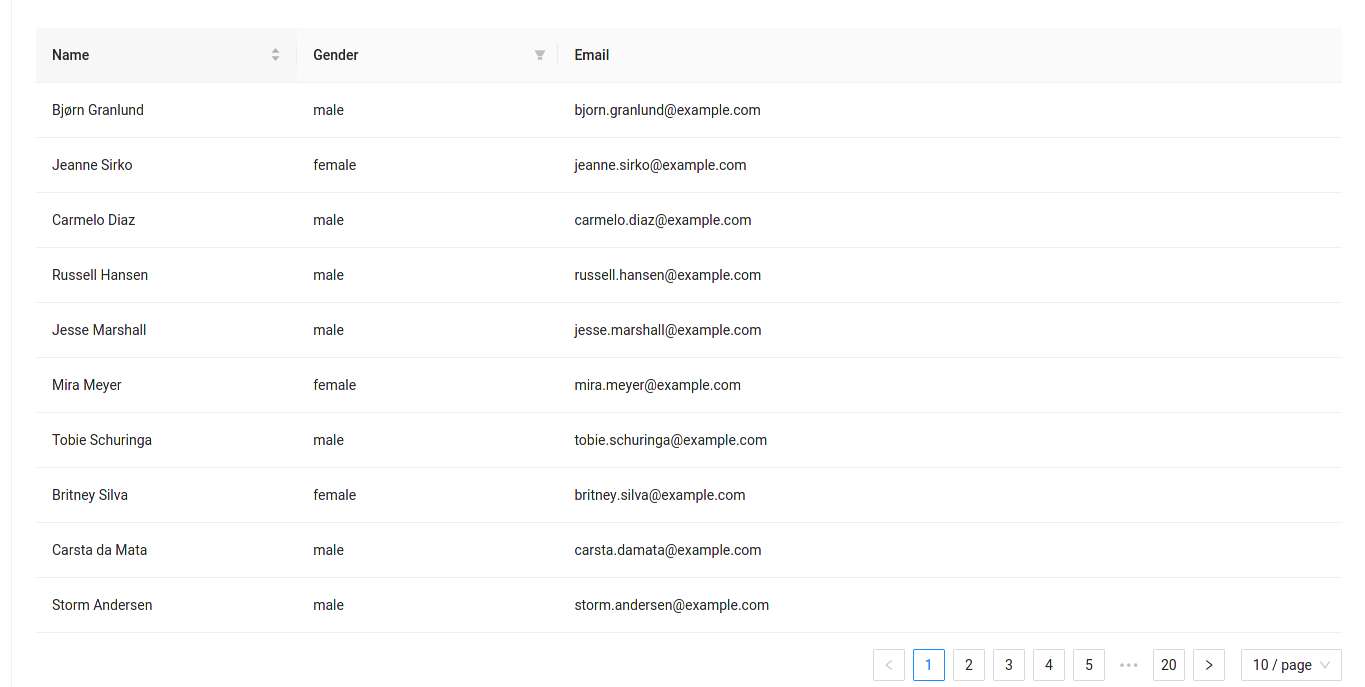 Name Gender Email
Bjørn Granlund male bjorn.granlund@example.com
Jeanne Sirko female jeanne.sirko@example.com
Carmelo Diaz male carmelo.diaz@example.com
Russell Hansen male russell.hansen@example.com
Jesse Marshall male jesse.marshall@example.com
Mira Meyer female mira.meyer@example.com
Tobie Schuringa male tobie.schuringa@example.com
Britney Silva female britney.silva@example.com
Carsta da Mata male carsta.damata@example.com
Storm Andersen male storm.andersen@example.com
< 1 2 3 4 5 ••• 20 > 10 / page